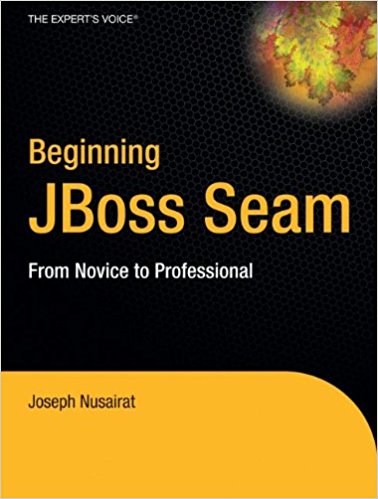 THE EXPERT'S VOICE®
Beginning
JBoss Seam
From Novice to Professional
Joseph Nusairat